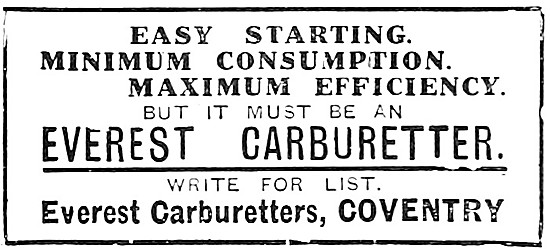 EASY STARTING.
MINIMUM CONSUMPTION.
MAXIMUM EFFICIENCY.
BUT IT MUST BE AN
EVEREST CARBURETTER.
WRITE FOR LIST.
Everest Carburetters, COVENTRY